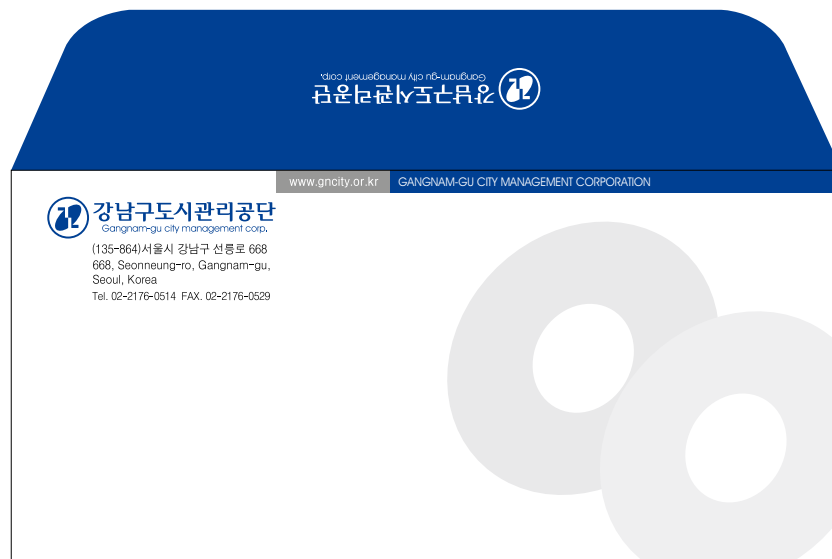 강남구도시관리공단
Gangnam-gu city management corp.
www.gncity.or.kr GANGNAM-GU CITY MANAGEMENT CORPORATION
강남구도시관리공단
Gangnam-gu city management corp.
(135-864)서울시 강남구 선릉로 668
668, Seonneung-ro, Gangnam-gu,
Seoul, Korea
Tel. 02-2176-0514 FAX. 02-2176-0529